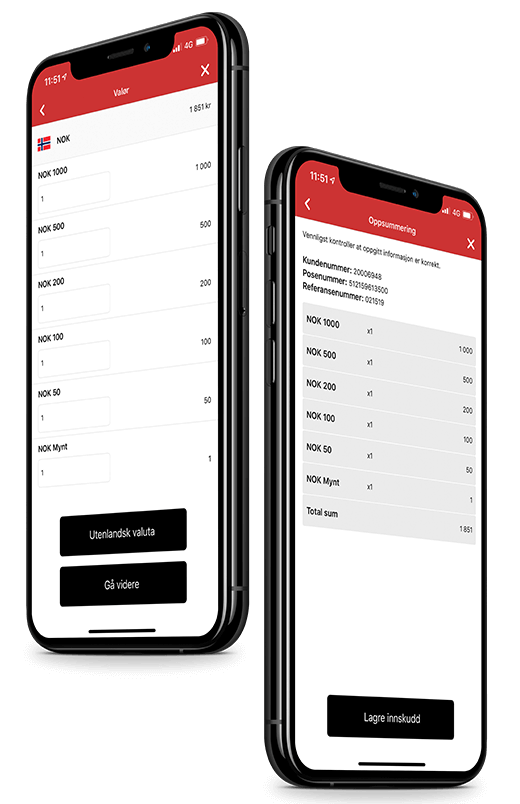 11:51
4G
Valør
1 851 kr
NOK
NOK 1000
1
1 000
NOK 500
1
500
NOK 200
1
200
NOK 100
1
100
NOK 50
1
50
NOK Mynt
1
1
Utenlandsk valuta
Gå videre
11:51
4G
Oppsummering
Vennligst kontroller at oppgitt informasjon er korrekt.
Kundenummer: 20006948
Posenummer: 512159613500
Referansenummer: 021519
NOK 1000 x1 1 000
NOK 500 x1 500
NOK 200 x1 200
NOK 100 x1 100
NOK 50 x1 50
NOK Mynt x1 1
Total sum 1 851
Lagre innskudd